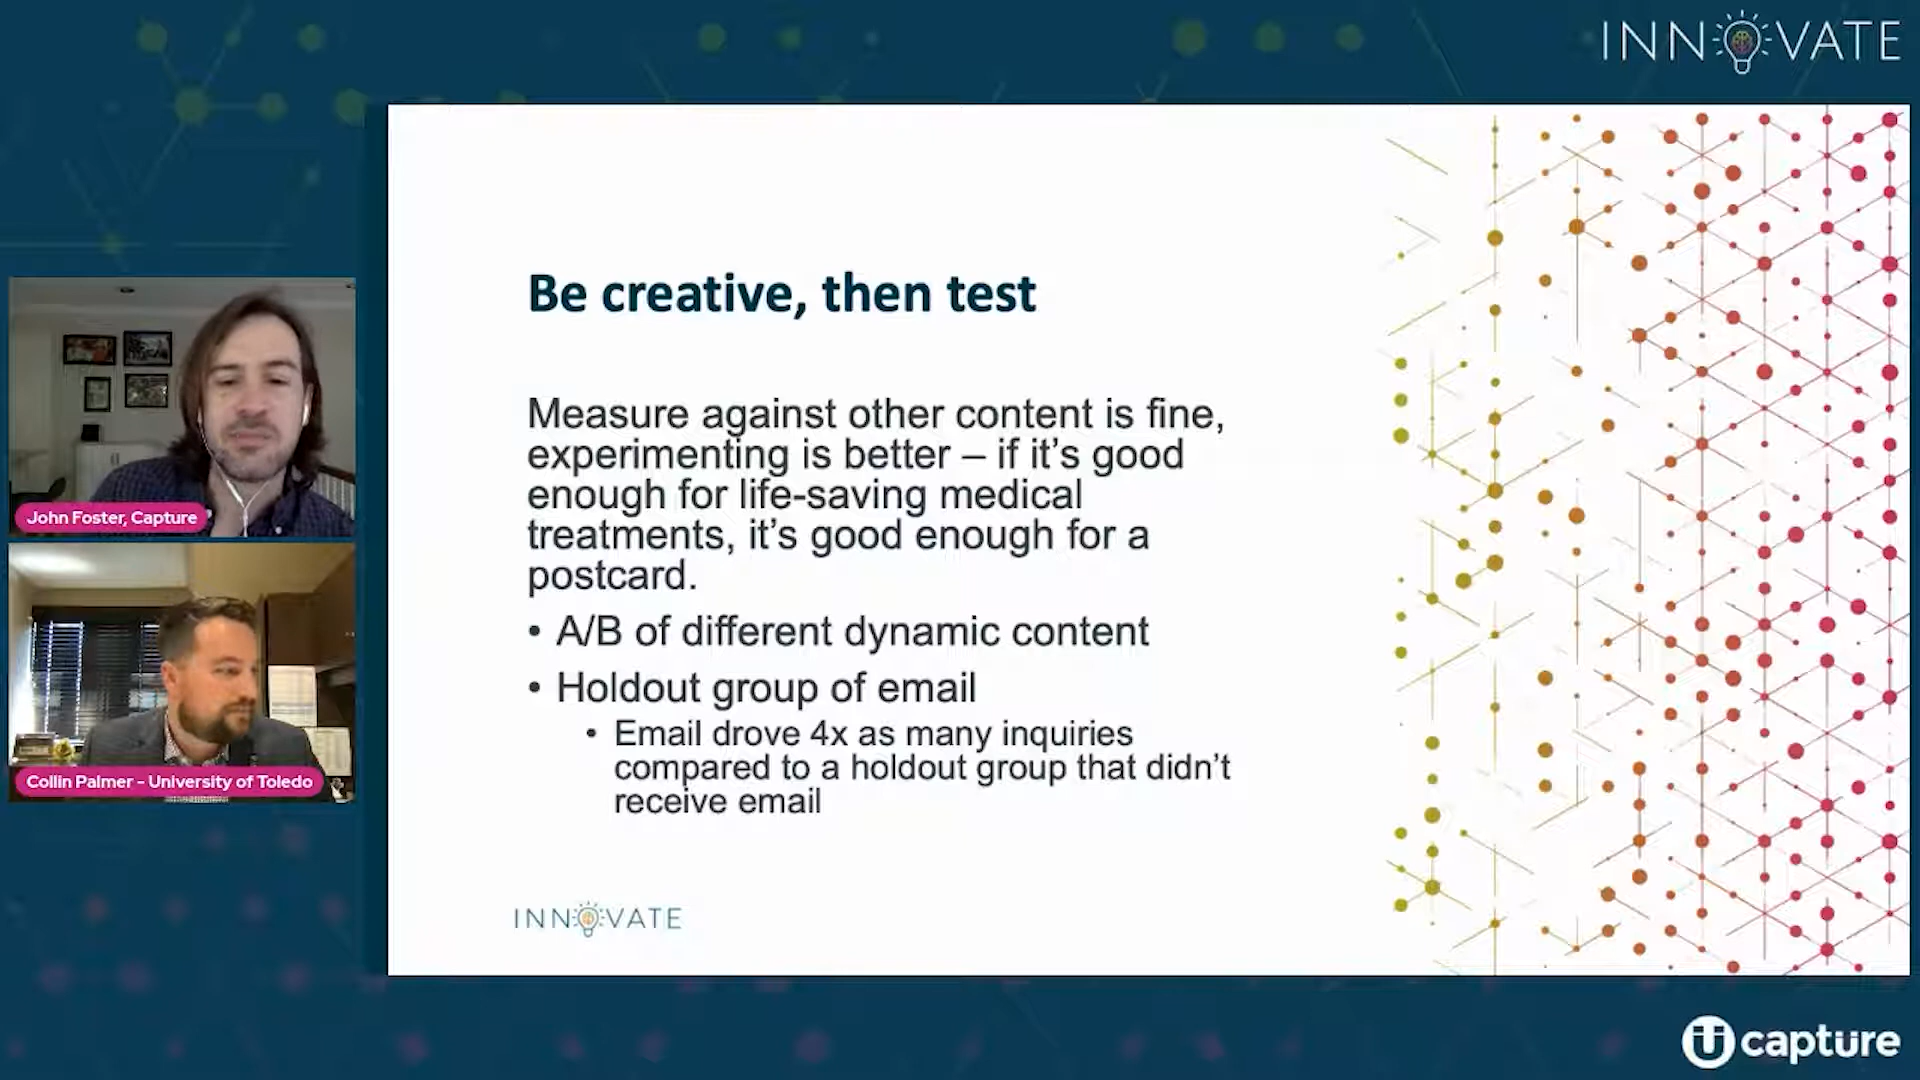 INNOVATE
Be creative, then test
Measure against other content is fine,
experimenting is better – if it’s good
enough for life-saving medical
treatments, it’s good enough for a
postcard.
• A/B of different dynamic content
• Holdout group of email
• Email drove 4x as many inquiries
compared to a holdout group that didn’t
receive email
INNOVATE
John Foster, Capture
Collin Palmer - University of Toledo
capture